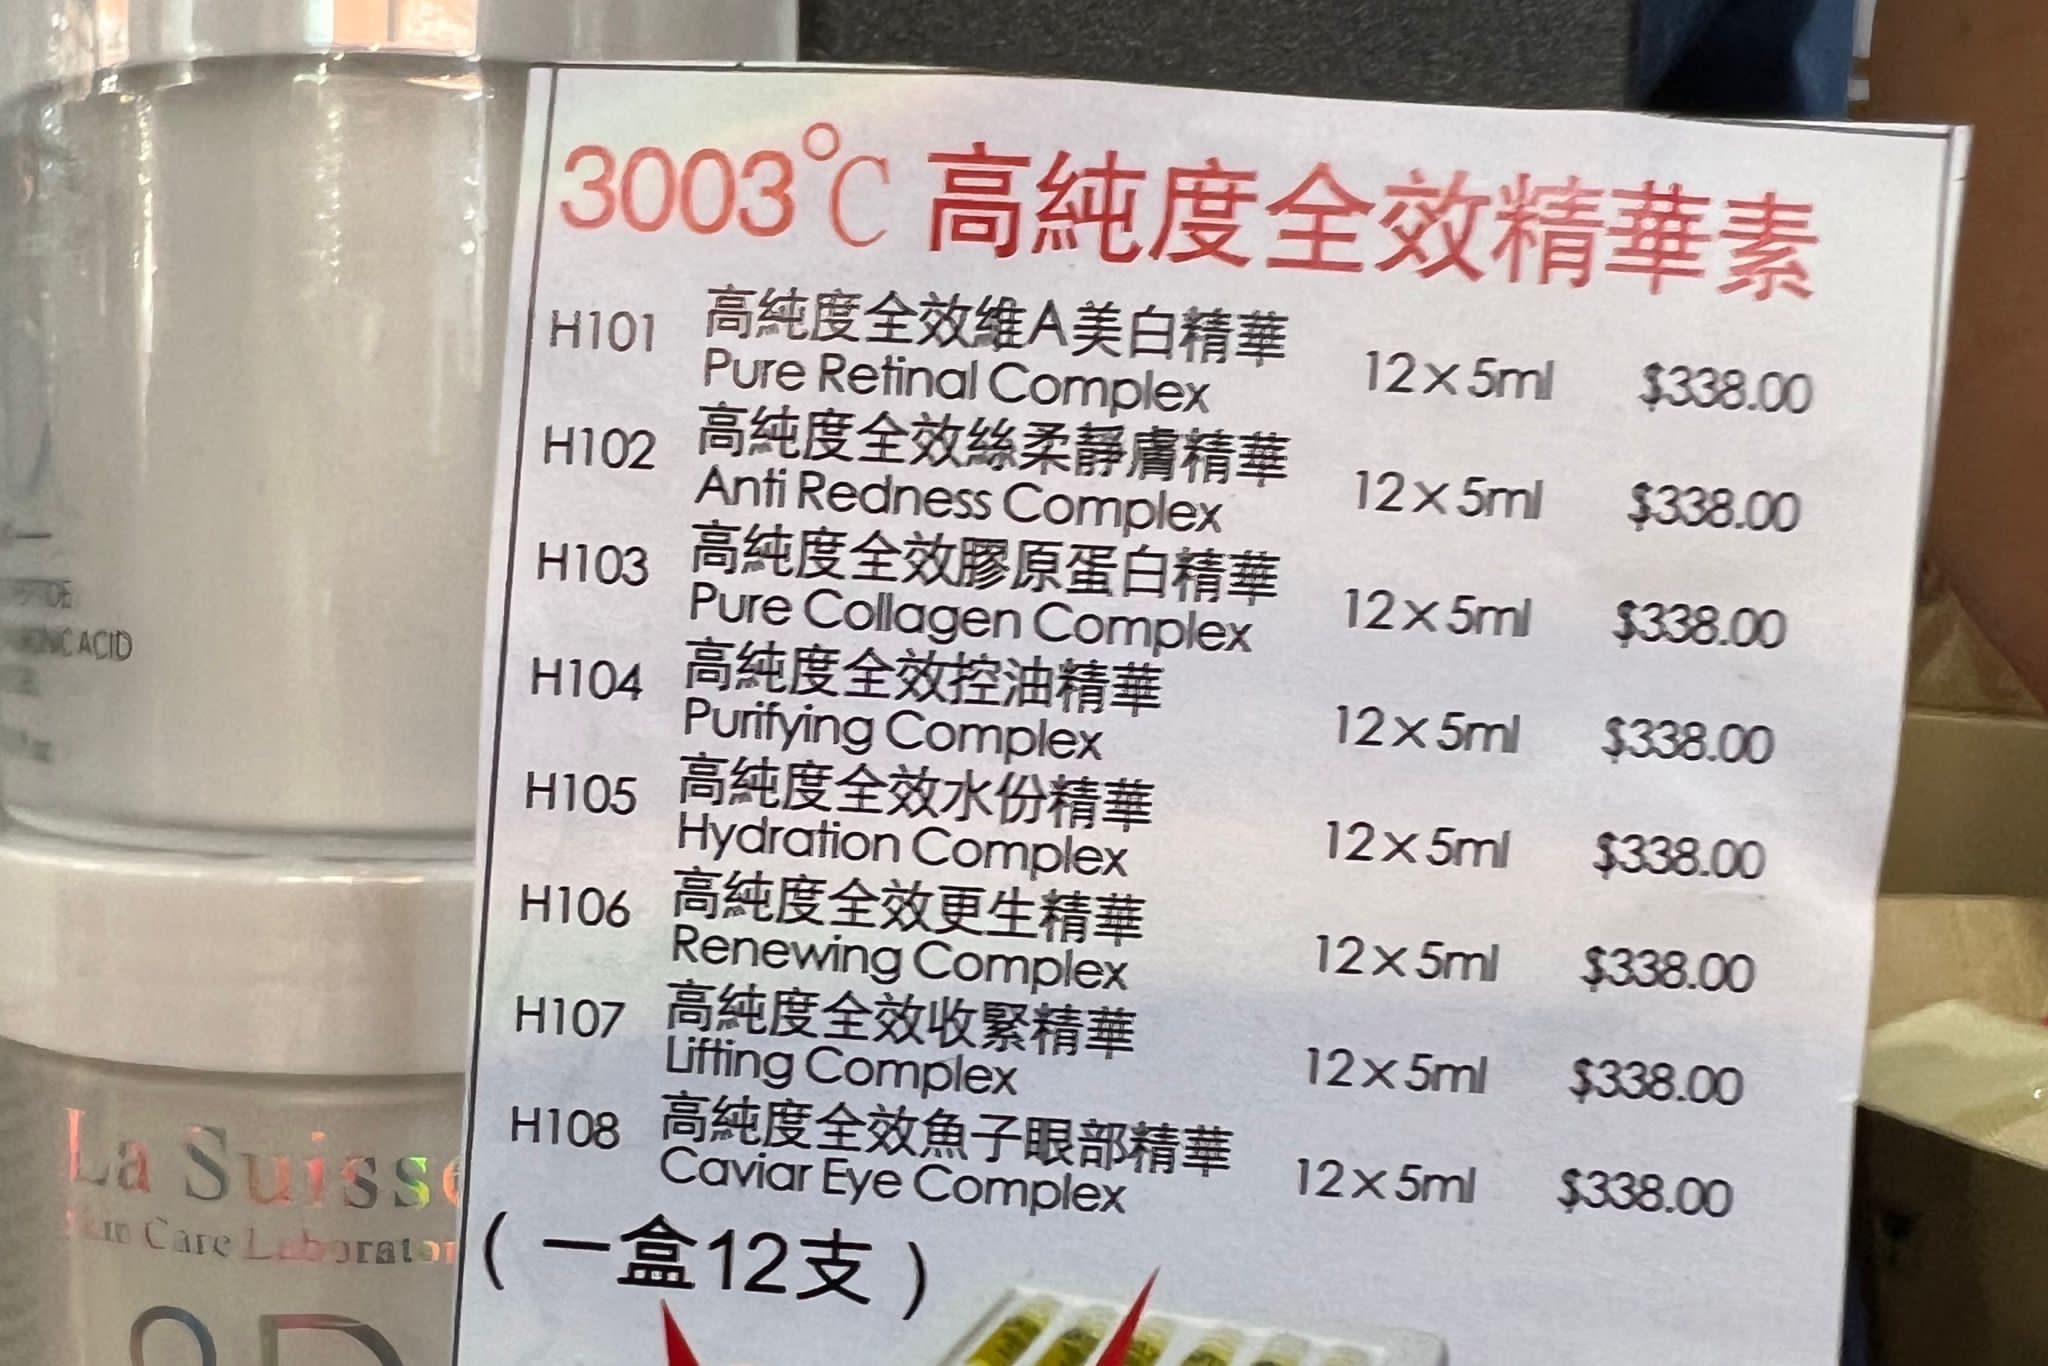 3003℃ 高純度全效精華素
H101 高純度全效維A美白精華 12×5ml $338.00
Pure Retinal Complex
H102 高純度全效絲柔靜膚精華 12×5ml $338.00
Anti Redness Complex
H103 高純度全效膠原蛋白精華 12×5ml $338.00
Pure Collagen Complex
H104 高純度全效控油精華 12×5ml $338.00
Purifying Complex
H105 高純度全效水份精華 12×5ml $338.00
Hydration Complex
H106 高純度全效更生精華 12×5ml $338.00
Renewing Complex
H107 高純度全效收緊精華 12×5ml $338.00
Lifting Complex
H108 高純度全效魚子眼部精華 12×5ml $338.00
Caviar Eye Complex
(一盒12支)
ACID
La Suisse
Skin Care Laborator